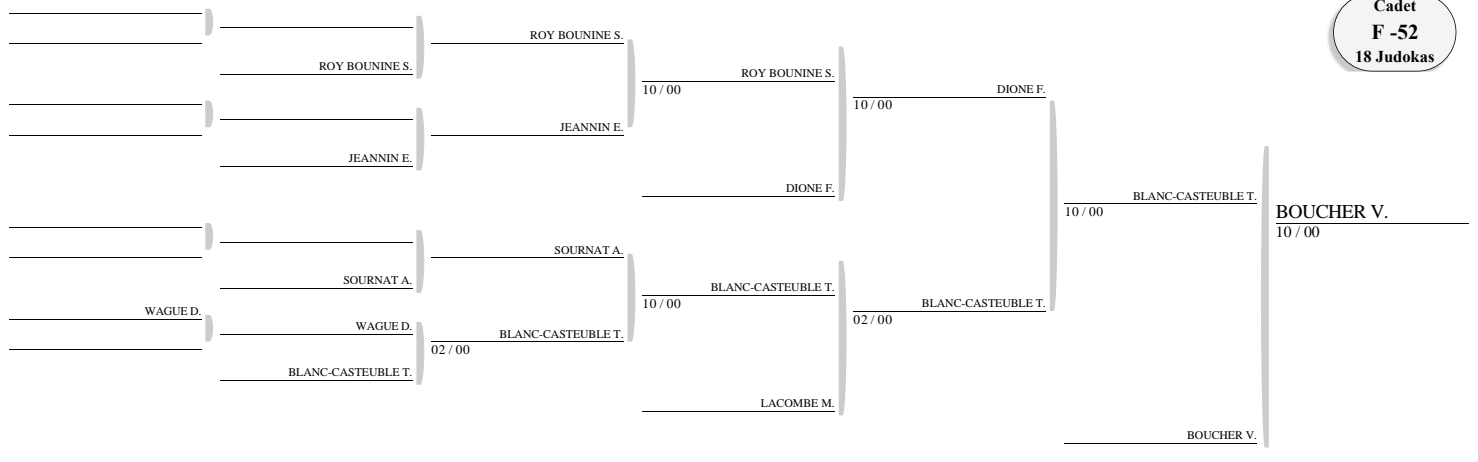 Cadet
F -52
18 Judokas
ROY BOUNINE S.
ROY BOUNINE S.
ROY BOUNINE S.
10 / 00
DIONE F.
10 / 00
JEANNIN E.
JEANNIN E.
DIONE F.
BLANC-CASTEUBLE T.
10 / 00
BOUCHER V.
10 / 00
SOURNAT A.
SOURNAT A.
BLANC-CASTEUBLE T.
10 / 00
BLANC-CASTEUBLE T.
02 / 00
WAGUE D.
WAGUE D.
BLANC-CASTEUBLE T.
02 / 00
BLANC-CASTEUBLE T.
LACOMBE M.
BOUCHER V.